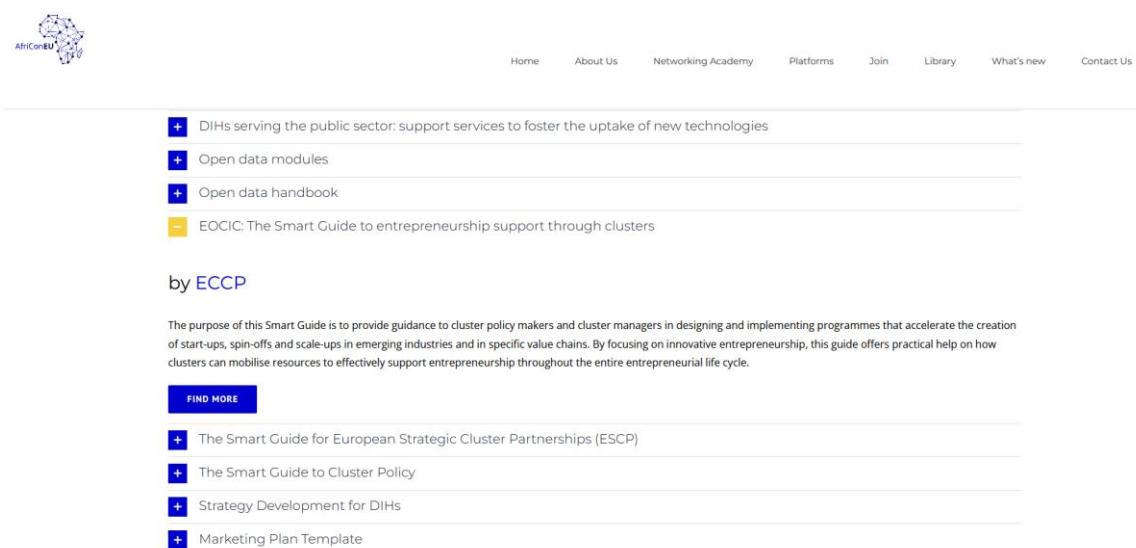 AfriConEU
Home About Us Networking Academy Platforms Join Library What's new Contact Us
DIHs serving the public sector: support services to foster the uptake of new technologies
Open data modules
Open data handbook
EOCIC: The Smart Guide to entrepreneurship support through clusters
by ECCP
The purpose of this Smart Guide is to provide guidance to cluster policy makers and cluster managers in designing and implementing programmes that accelerate the creation
of start-ups, spin-offs and scale-ups in emerging industries and in specific value chains. By focusing on innovative entrepreneurship, this guide offers practical help on how
clusters can mobilise resources to effectively support entrepreneurship throughout the entire entrepreneurial life cycle.
FIND MORE
The Smart Guide for European Strategic Cluster Partnerships (ESCP)
The Smart Guide to Cluster Policy
Strategy Development for DIHs
Marketing Plan Template